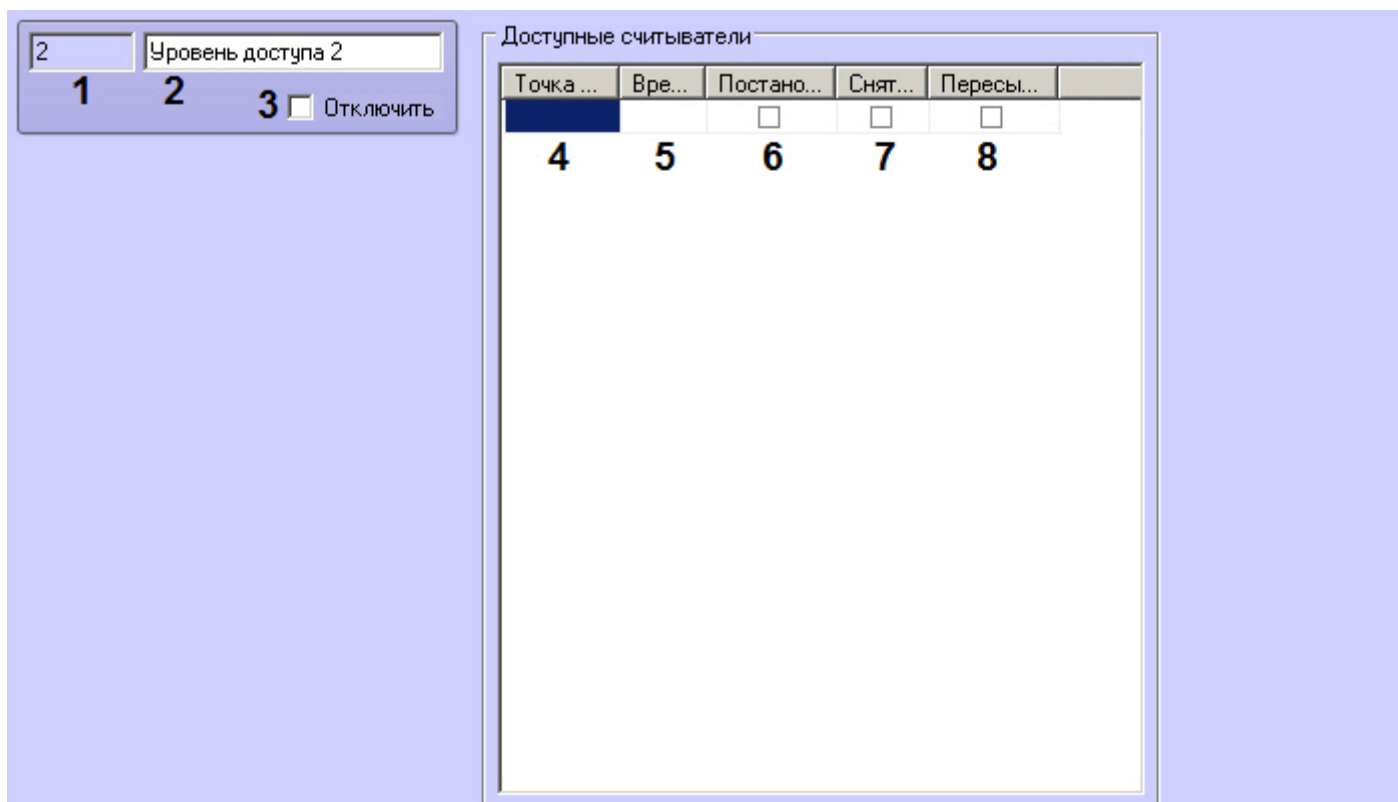 2 Уровень доступа 2
1 2 3 Отключить
Доступные считыватели
Точка ... Вре... Постано... Снят... Пересы...
4 5 6 7 8